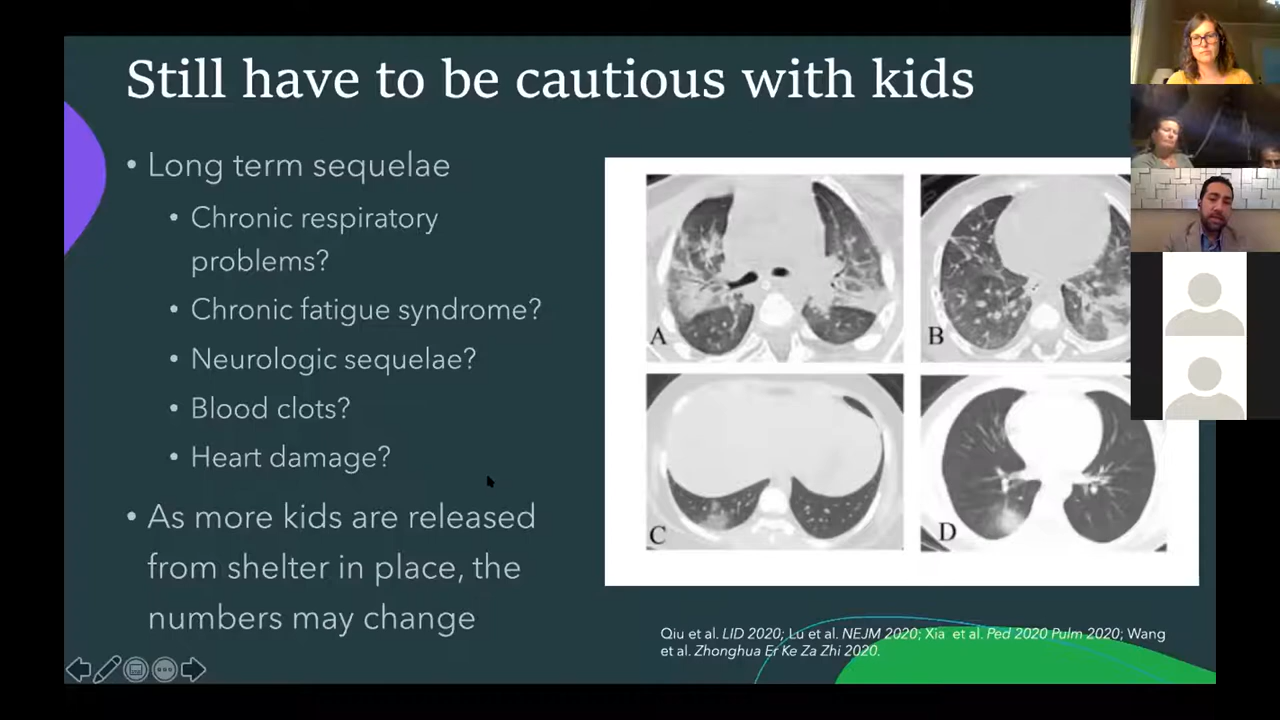 Still have to be cautious with kids
• Long term sequelae
• Chronic respiratory
problems?
• Chronic fatigue syndrome?
• Neurologic sequelae?
• Blood clots?
• Heart damage?
• As more kids are released
from shelter in place, the
numbers may change
A
B
C
D
Qiu et al. LID 2020; Lu et al. NEJM 2020; Xia et al. Ped 2020 Pulm 2020; Wang
et al. Zhonghua Er Ke Za Zhi 2020.